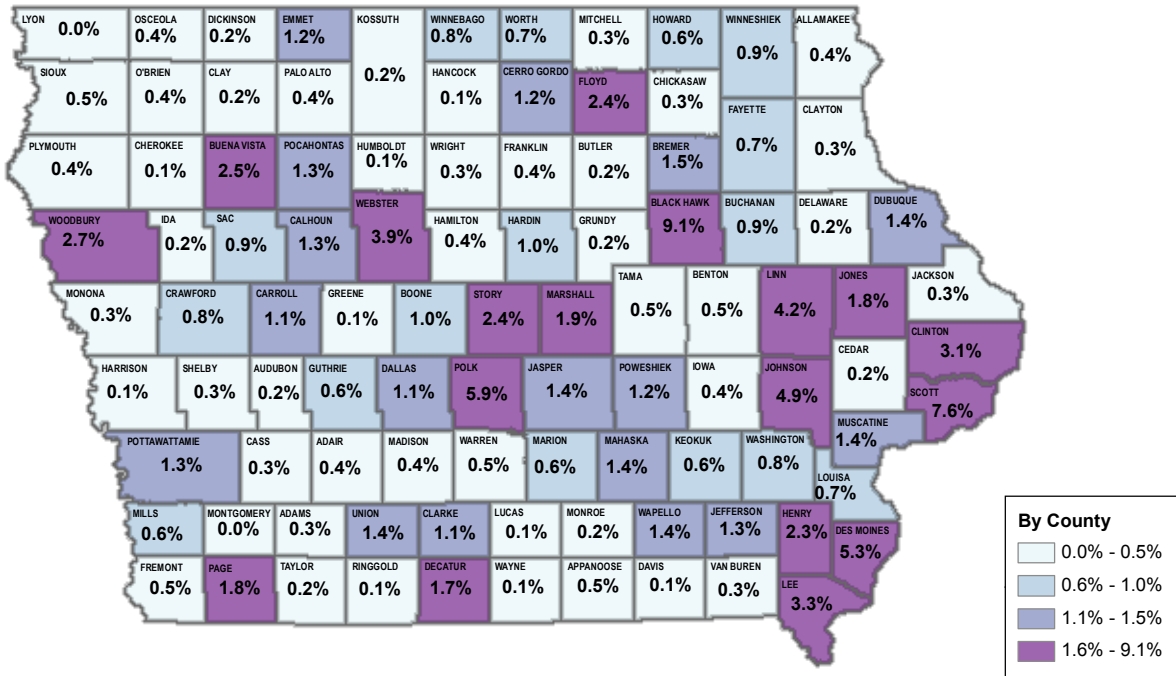 LYON
0.0%
OSCEOLA
0.4%
DICKINSON
0.2%
EMMET
1.2%
KOSSUTH
0.2%
WINNEBAGO
0.8%
WORTH
0.7%
MITCHELL
0.3%
HOWARD
0.6%
WINNESHIEK
0.9%
ALLAMAKEE
0.4%
SIOUX
0.5%
O'BRIEN
0.4%
CLAY
0.2%
PALO ALTO
0.4%
HANCOCK
0.1%
CERRO GORDO
1.2%
FLOYD
2.4%
CHICKASAW
0.3%
FAYETTE
0.7%
CLAYTON
0.3%
PLYMOUTH
0.4%
CHEROKEE
0.1%
BUENA VISTA
2.5%
POCAHONTAS
1.3%
HUMBOLDT
0.1%
WRIGHT
0.3%
FRANKLIN
0.4%
BUTLER
0.2%
BREMER
1.5%
WOODBURY
2.7%
IDA
0.2%
SAC
0.9%
CALHOUN
1.3%
WEBSTER
3.9%
HAMILTON
0.4%
HARDIN
1.0%
GRUNDY
0.2%
BLACK HAWK
9.1%
BUCHANAN
0.9%
DELAWARE
0.2%
DUBUQUE
1.4%
MONONA
0.3%
CRAWFORD
0.8%
CARROLL
1.1%
GREENE
0.1%
BOONE
1.0%
STORY
2.4%
MARSHALL
1.9%
TAMA
0.5%
BENTON
0.5%
LINN
4.2%
JONES
1.8%
JACKSON
0.3%
CLINTON
3.1%
HARRISON
0.1%
SHELBY
0.3%
AUDUBON
0.2%
GUTHRIE
0.6%
DALLAS
1.1%
POLK
5.9%
JASPER
1.4%
POWESHIEK
1.2%
IOWA
0.4%
JOHNSON
4.9%
CEDAR
0.2%
SCOTT
7.6%
MUSCATINE
1.4%
POTTAWATTAMIE
1.3%
CASS
0.3%
ADAIR
0.4%
MADISON
0.4%
WARREN
0.5%
MARION
0.6%
MAHASKA
1.4%
KEOKUK
0.6%
WASHINGTON
0.8%
LOUISA
0.7%
MILLS
0.6%
MONTGOMERY
0.0%
ADAMS
0.3%
UNION
1.4%
CLARKE
1.1%
LUCAS
0.1%
MONROE
0.2%
WAPELLO
1.4%
JEFFERSON
1.3%
HENRY
2.3%
DES MOINES
5.3%
FREMONT
0.5%
PAGE
1.8%
TAYLOR
0.2%
RINGGOLD
0.1%
DECATUR
1.7%
WAYNE
0.1%
APPANOOSE
0.5%
DAVIS
0.1%
VAN BUREN
0.3%
LEE
3.3%
By County
0.0% - 0.5%
0.6% - 1.0%
1.1% - 1.5%
1.6% - 9.1%